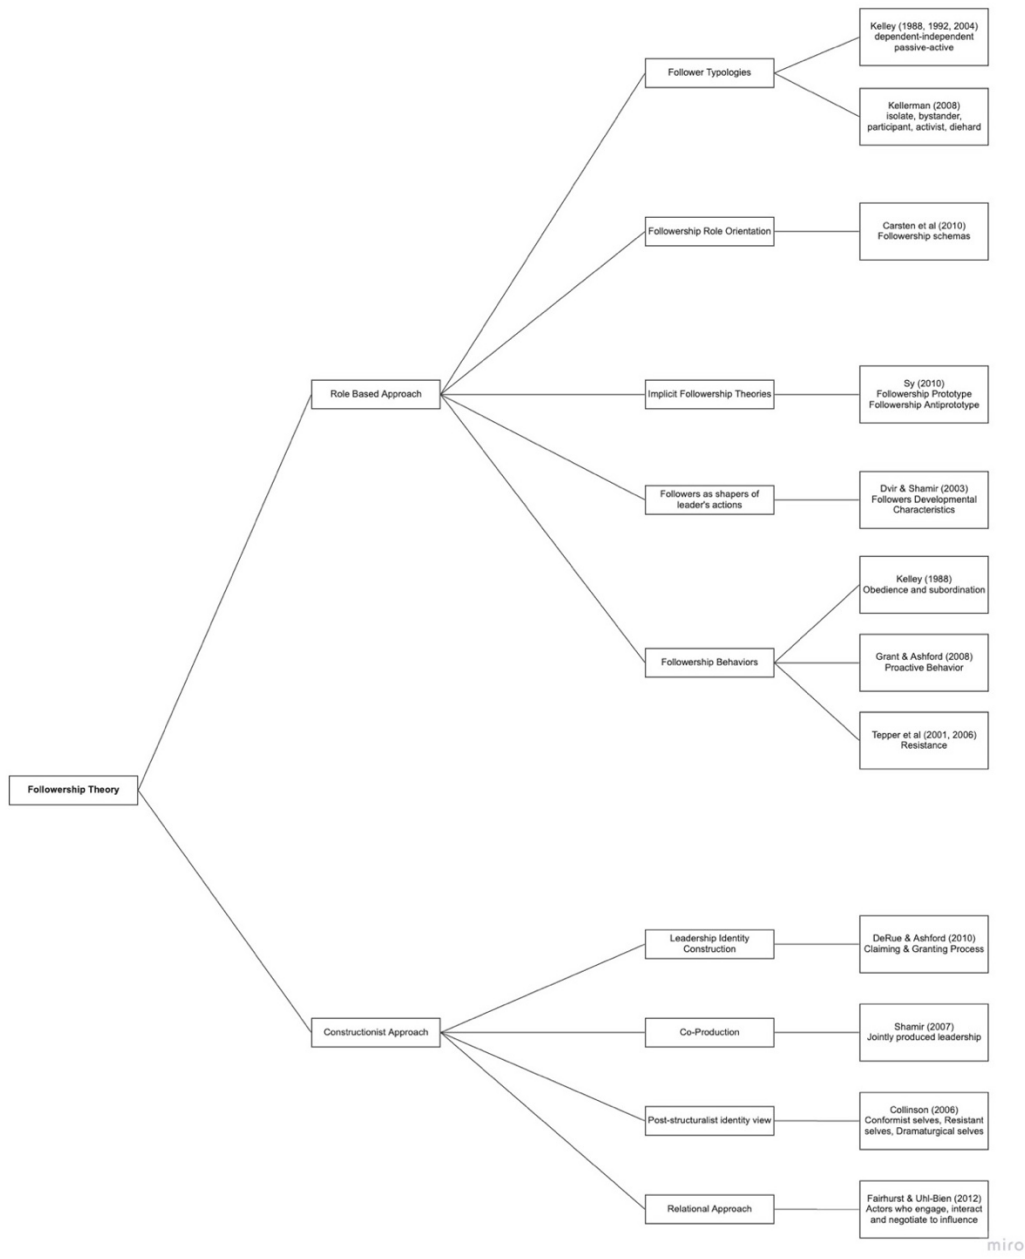 Kelley (1988, 1992, 2004)
dependent-independent
passive-active
Follower Typologies
Kellerman (2008)
isolate, bystander,
participant, activist, diehard
Followership Role Orientation
Carsten et al (2010)
Followership schemas
Role Based Approach
Implicit Followership Theories
Sy (2010)
Followership Prototype
Followership Antiprototype
Followers as shapers of
leader's actions
Dvir & Shamir (2003)
Followers Developmental
Characteristics
Kelley (1988)
Obedience and subordination
Followership Behaviors
Grant & Ashford (2008)
Proactive Behavior
Tepper et al (2001, 2006)
Resistance
Followership Theory
Leadership Identity
Construction
DeRue & Ashford (2010)
Claiming & Granting Process
Constructionist Approach
Co-Production
Shamir (2007)
Jointly produced leadership
Post-structuralist identity view
Collinson (2006)
Conformist selves, Resistant
selves, Dramaturgical selves
Relational Approach
Fairhurst & Uhl-Bien (2012)
Actors who engage, interact
and negotiate to influence
miro